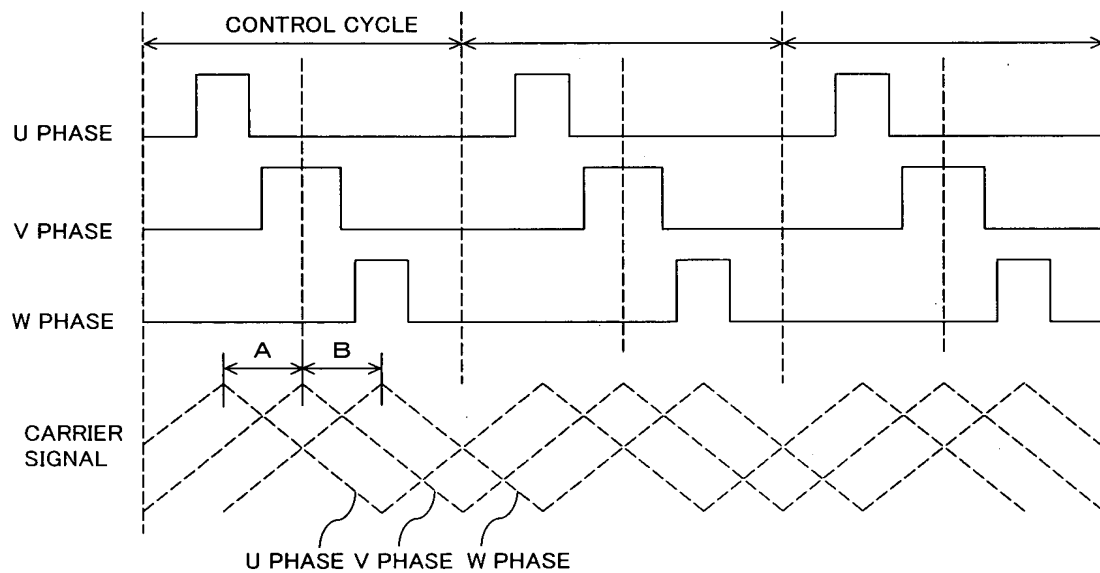 CONTROL CYCLE
U PHASE
V PHASE
W PHASE
A B
CARRIER
SIGNAL
U PHASE V PHASE W PHASE